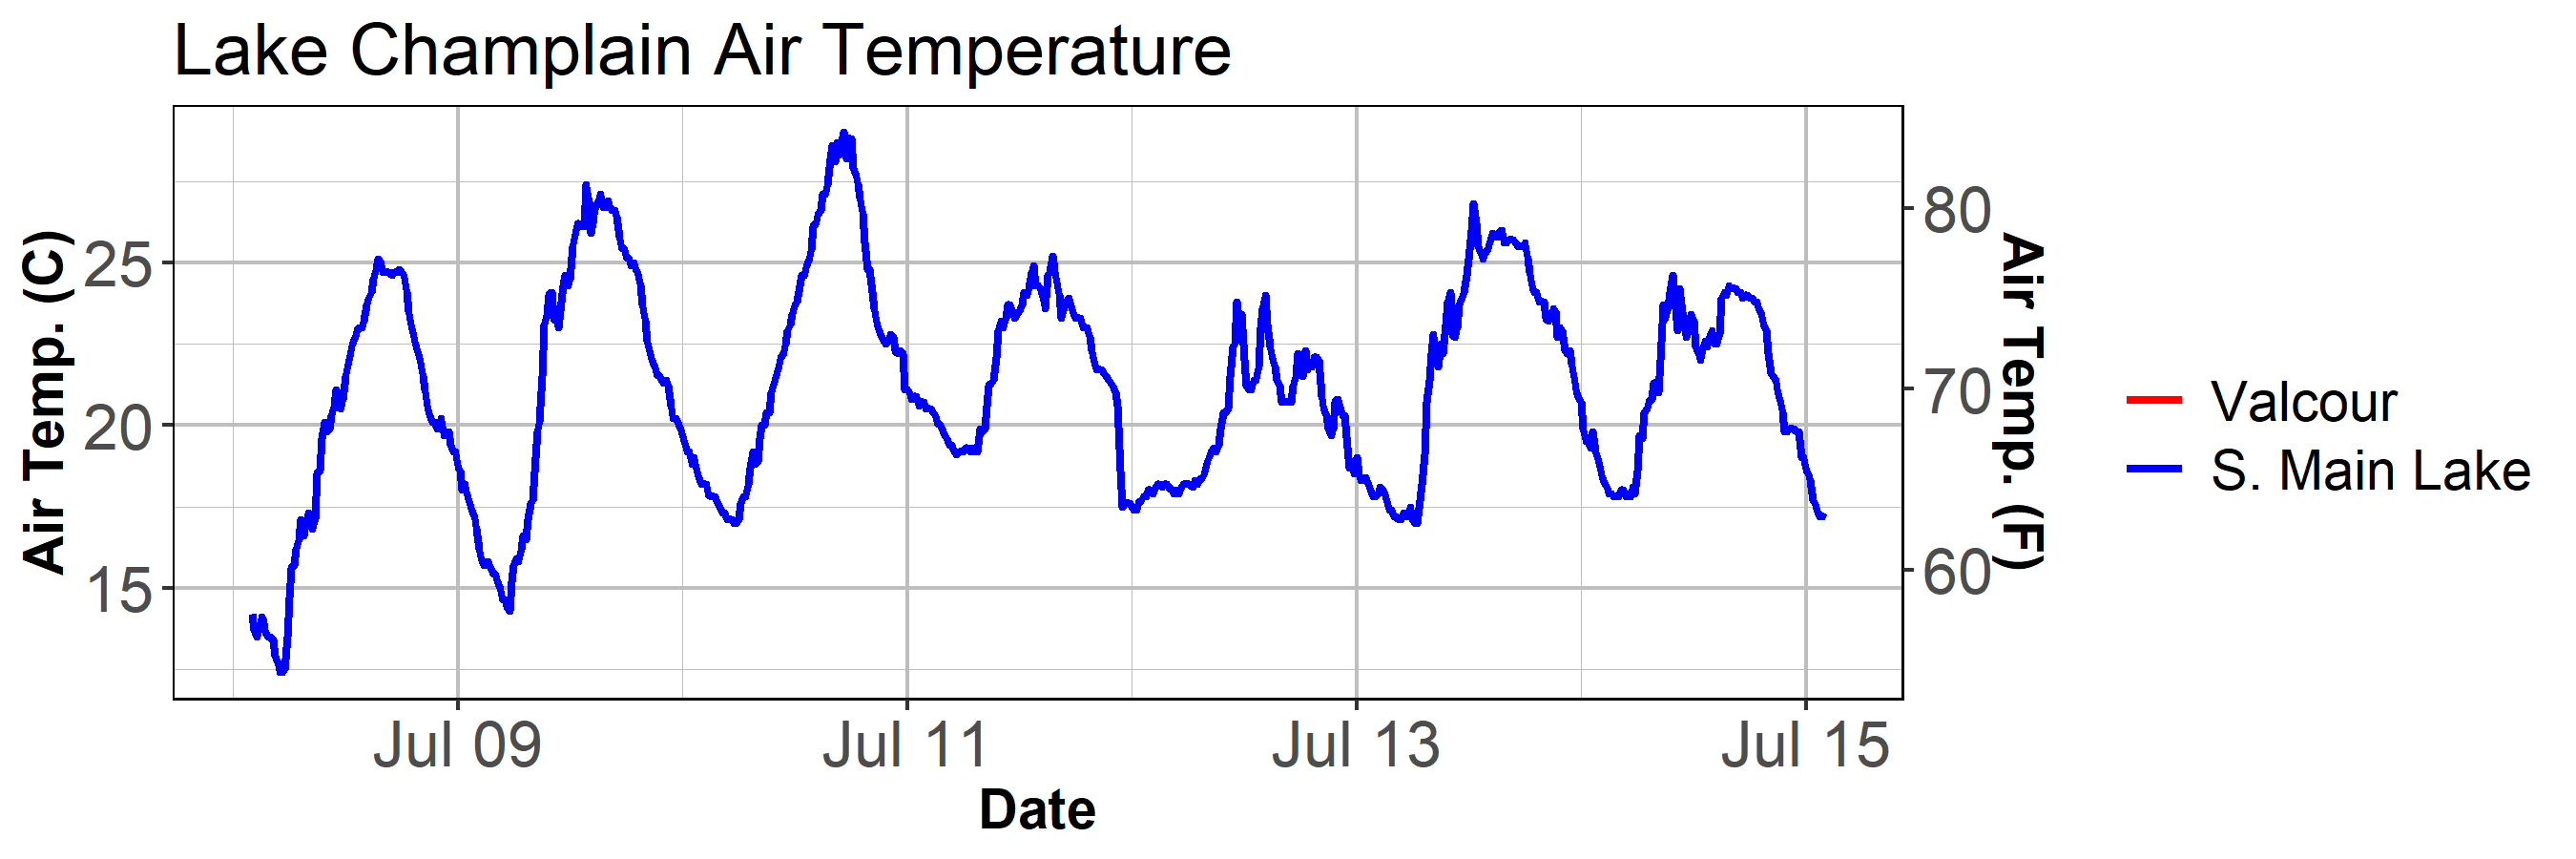 Lake Champlain Air Temperature
Air Temp. (C)
25
20
15
80
70
60
Air Temp. (F)
Jul 09 Jul 11 Jul 13 Jul 15
Date
Valcour
S. Main Lake